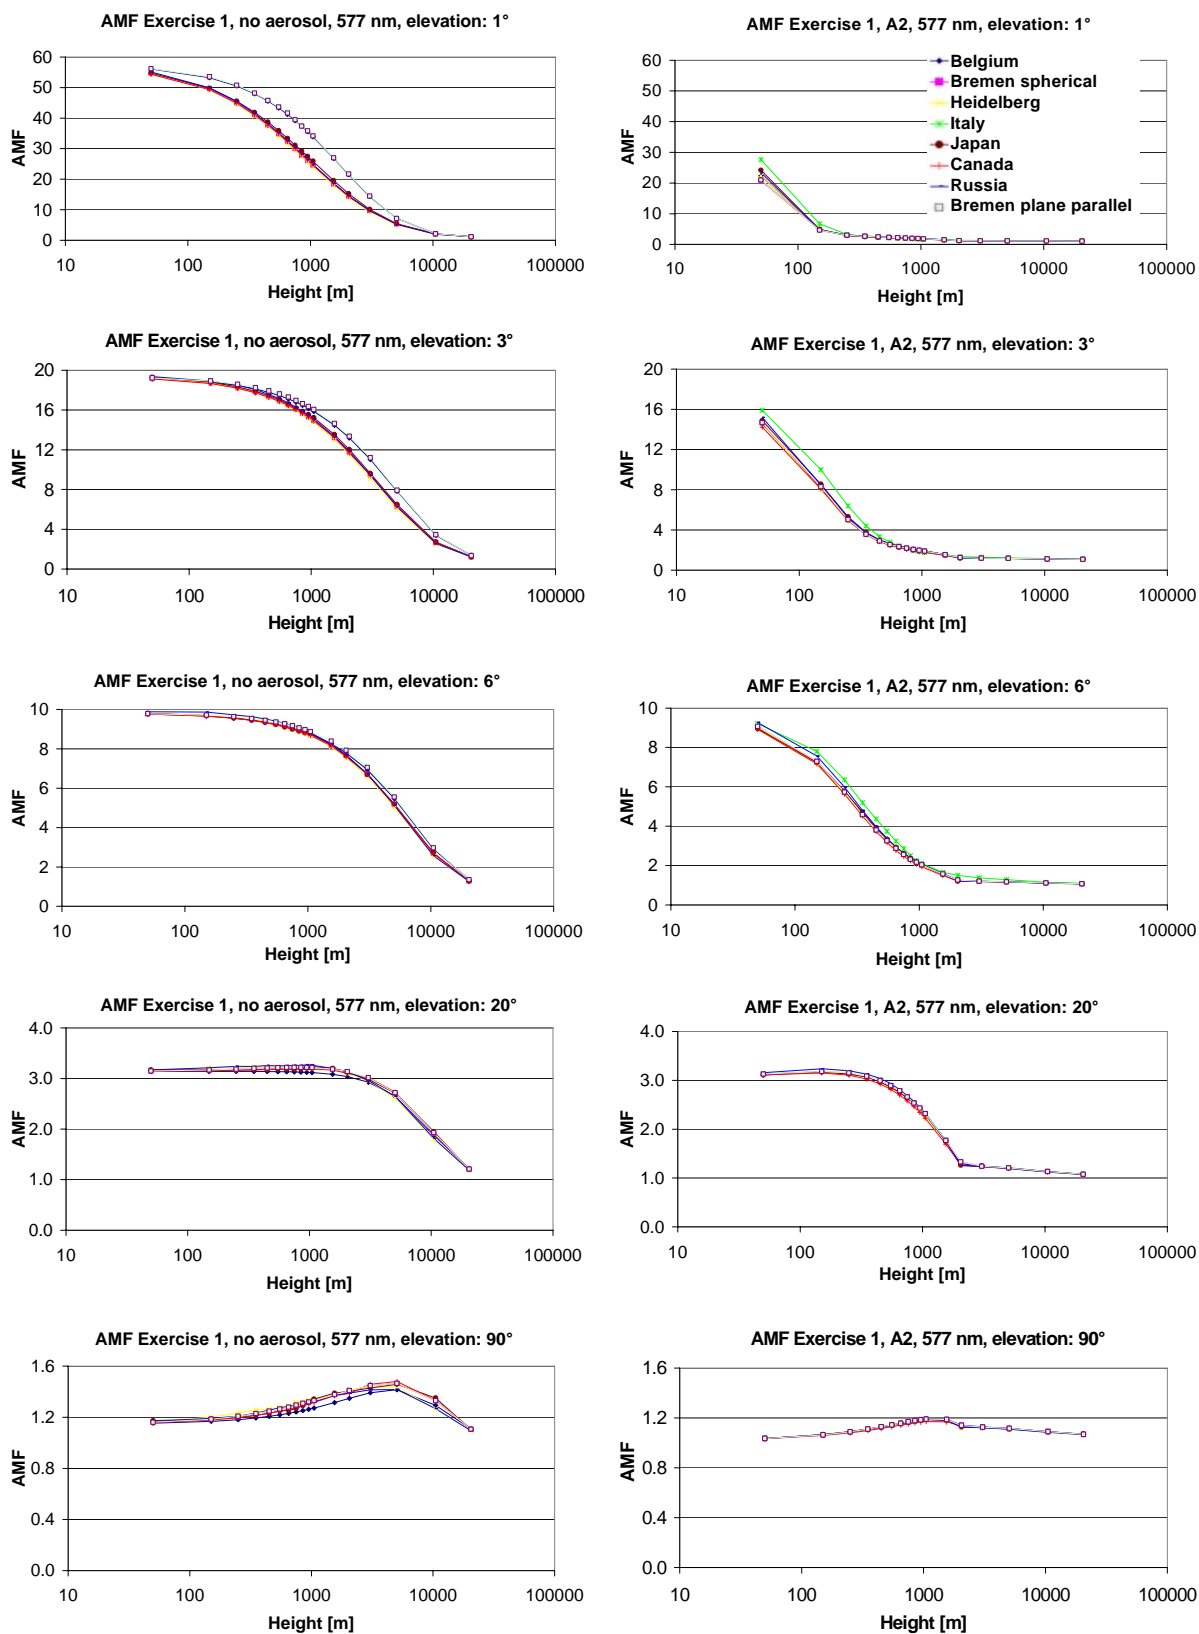 AMF Exercise 1, no aerosol, 577 nm, elevation: 1°
60
50
40
30
20
10
0
AMF
10 100 1000 10000 100000
Height [m]
AMF Exercise 1, A2, 577 nm, elevation: 1°
60
50
40
30
20
10
0
AMF
10 100 1000 10000 100000
Height [m]
Belgium
Bremen spherical
Heidelberg
Italy
Japan
Canada
Russia
Bremen plane parallel
AMF Exercise 1, no aerosol, 577 nm, elevation: 3°
20
16
12
8
4
0
AMF
10 100 1000 10000 100000
Height [m]
AMF Exercise 1, A2, 577 nm, elevation: 3°
20
16
12
8
4
0
AMF
10 100 1000 10000 100000
Height [m]
AMF Exercise 1, no aerosol, 577 nm, elevation: 6°
10
8
6
4
2
0
AMF
10 100 1000 10000 100000
Height [m]
AMF Exercise 1, A2, 577 nm, elevation: 6°
10
8
6
4
2
0
AMF
10 100 1000 10000 100000
Height [m]
AMF Exercise 1, no aerosol, 577 nm, elevation: 20°
4.0
3.0
2.0
1.0
0.0
AMF
10 100 1000 10000 100000
Height [m]
AMF Exercise 1, A2, 577 nm, elevation: 20°
4.0
3.0
2.0
1.0
0.0
AMF
10 100 1000 10000 100000
Height [m]
AMF Exercise 1, no aerosol, 577 nm, elevation: 90°
1.6
1.2
0.8
0.4
0.0
AMF
10 100 1000 10000 100000
Height [m]
AMF Exercise 1, A2, 577 nm, elevation: 90°
1.6
1.2
0.8
0.4
0.0
AMF
10 100 1000 10000 100000
Height [m]